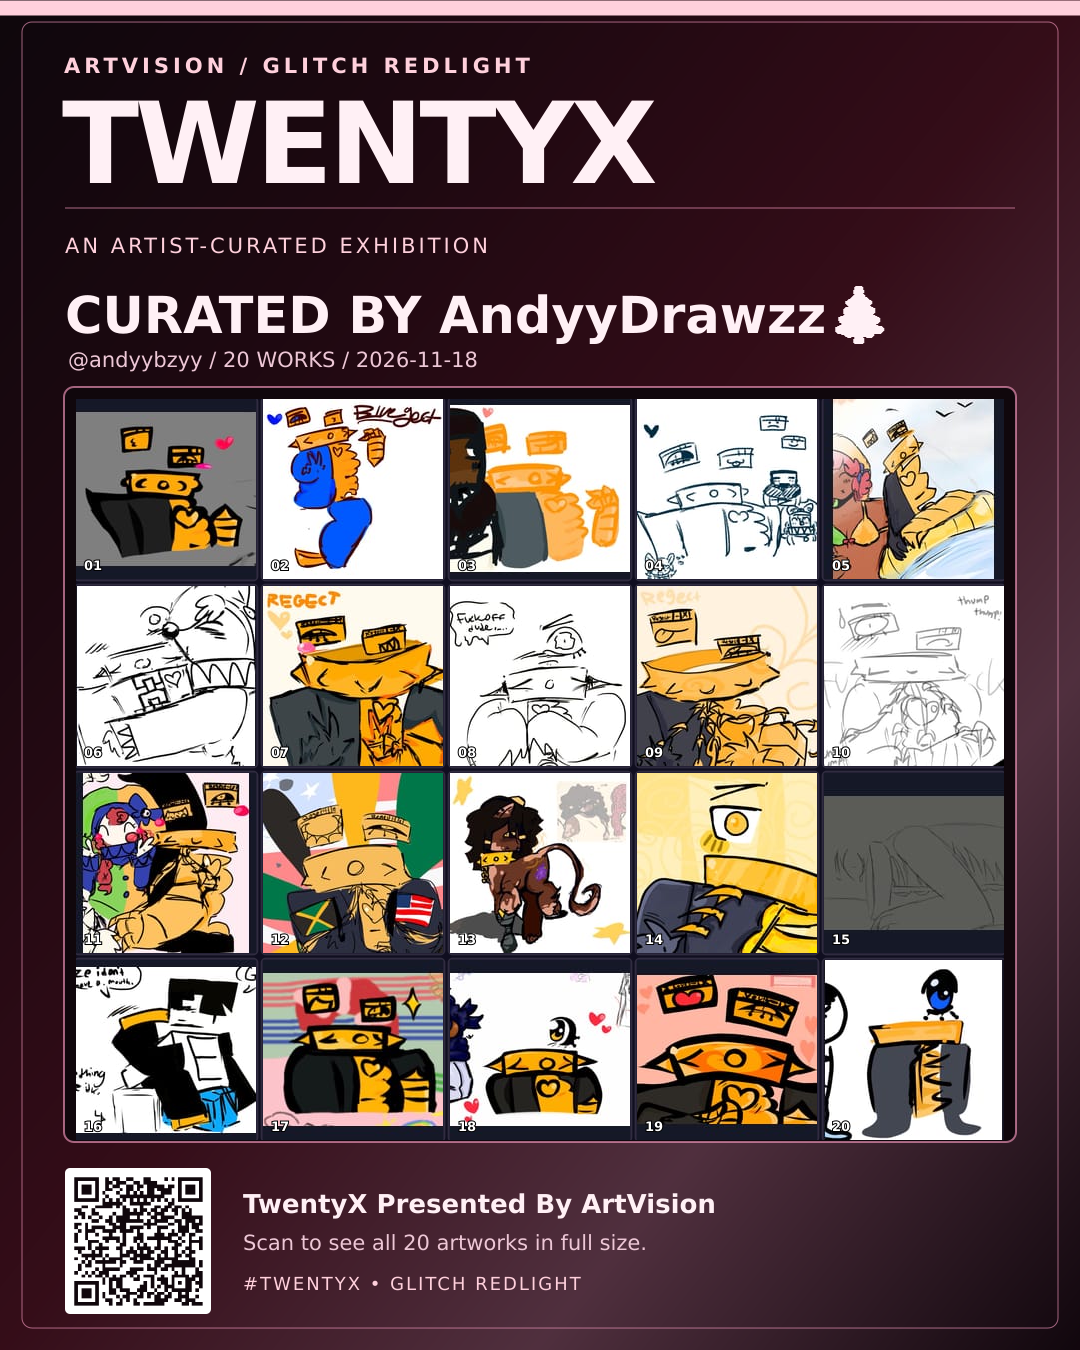 ARTVISION / GLITCH REDLIGHT
TWENTYX
AN ARTIST-CURATED EXHIBITION
CURATED BY AndyyDrawzz🌲
@andyybzyy / 20 WORKS / 2026-11-18
01
02
03
04
05
06
REGECT
07
FUCK OFF
dude....
08
Regect
09
thump
thump.
10
11
12
13
14
15
16
17
18
19
20
TwentyX Presented By ArtVision
Scan to see all 20 artworks in full size.
#TWENTYX • GLITCH REDLIGHT